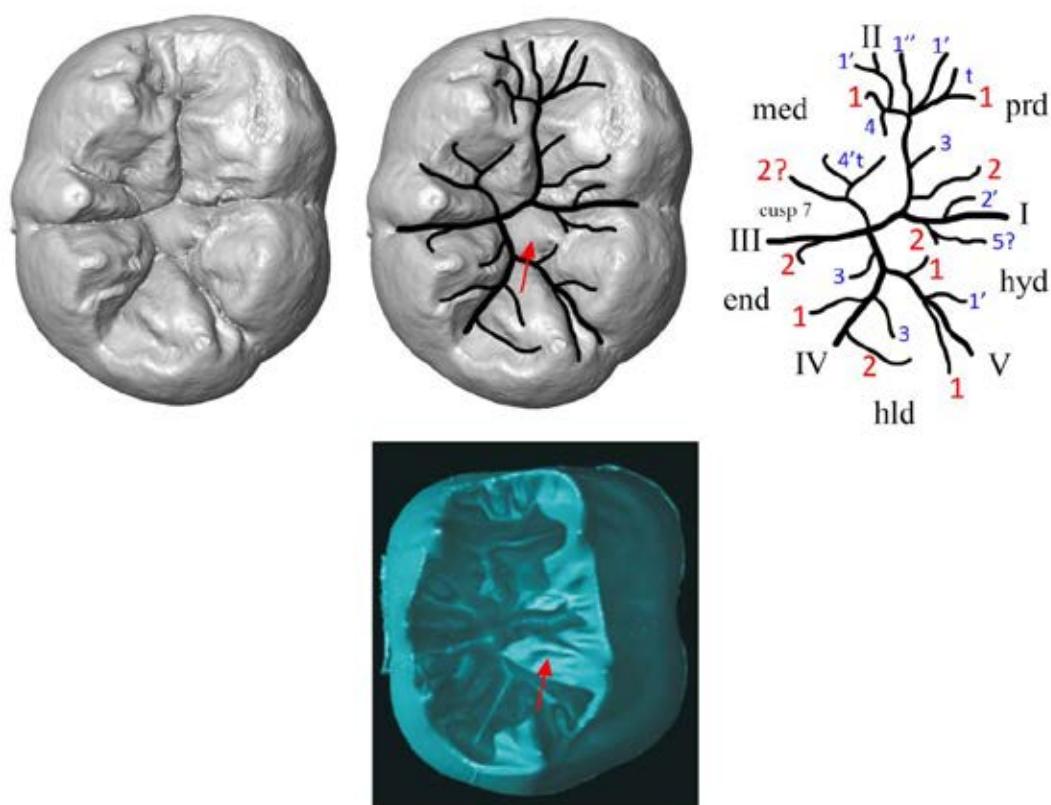 II 1'' 1'
1' t
med 1 1 prd
4
3
4't 2
2? 2'
cusp 7 I
III 2 5?
2 1 hyd
3
end 1'
1
3
IV 2 V
1
hld